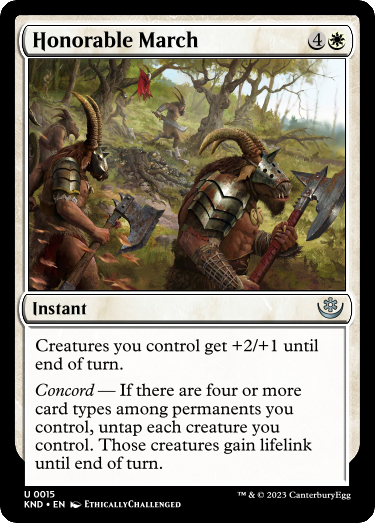 Honorable March 4
Instant
Creatures you control get +2/+1 until
end of turn.
Concord — If there are four or more
card types among permanents you
control, untap each creature you
control. Those creatures gain lifelink
until end of turn.
U 0015
KND • EN EthicallyChallenged
™ & © 2023 CanterburyEgg